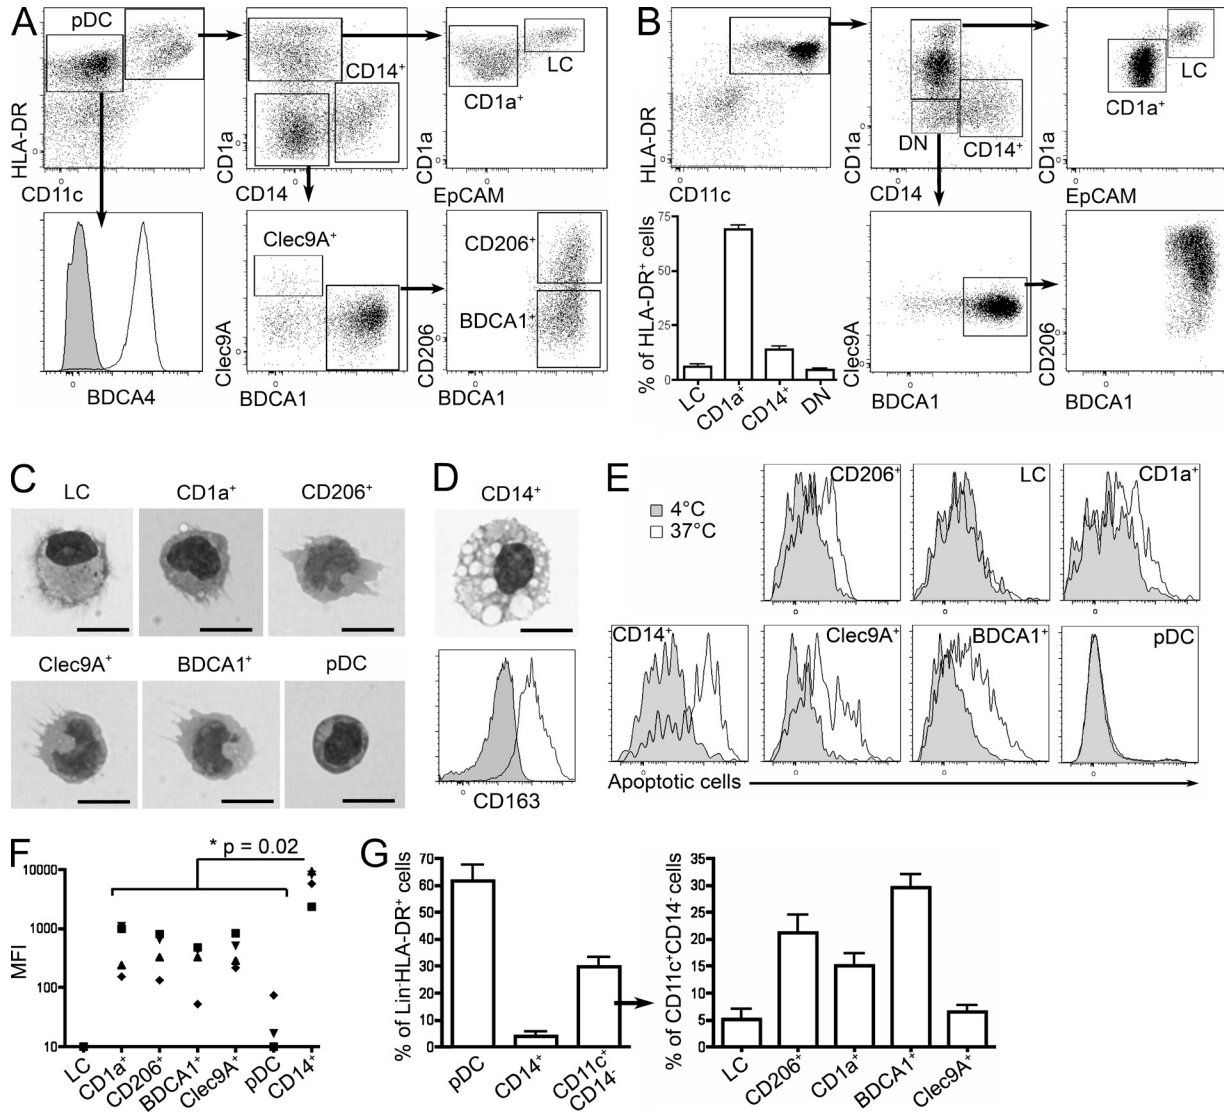 A
pDC
HLA-DR
CD11c
CD14⁺
CD1a
CD14
LC
CD1a⁺
CD1a
EpCAM
BDCA4
Clec9A⁺
Clec9A
BDCA1
CD206⁺
BDCA1⁺
CD206
BDCA1
B
HLA-DR
CD11c
DN
CD14⁺
CD1a
CD14
CD1a⁺
LC
CD1a
EpCAM
% of HLA-DR⁺ cells
75
50
25
0
LC
CD1a⁺
CD14⁺
DN
Clec9A
BDCA1
CD206
BDCA1
C
LC
CD1a⁺
CD206⁺
Clec9A⁺
BDCA1⁺
pDC
D
CD14⁺
CD163
E
4°C
37°C
CD206⁺
LC
CD1a⁺
CD14⁺
Clec9A⁺
BDCA1⁺
pDC
Apoptotic cells
F
* p = 0.02
MFI
10000
1000
100
10
LC
CD1a⁺
CD206⁺
BDCA1⁺
Clec9A⁺
pDC
CD14⁺
G
% of Lin⁻HLA-DR⁺ cells
70
60
50
40
30
20
10
0
pDC
CD14⁺
CD11c⁺
CD14⁻
% of CD11c⁺CD14⁻ cells
35
30
25
20
15
10
5
0
LC
CD206⁺
CD1a⁺
BDCA1⁺
Clec9A⁺